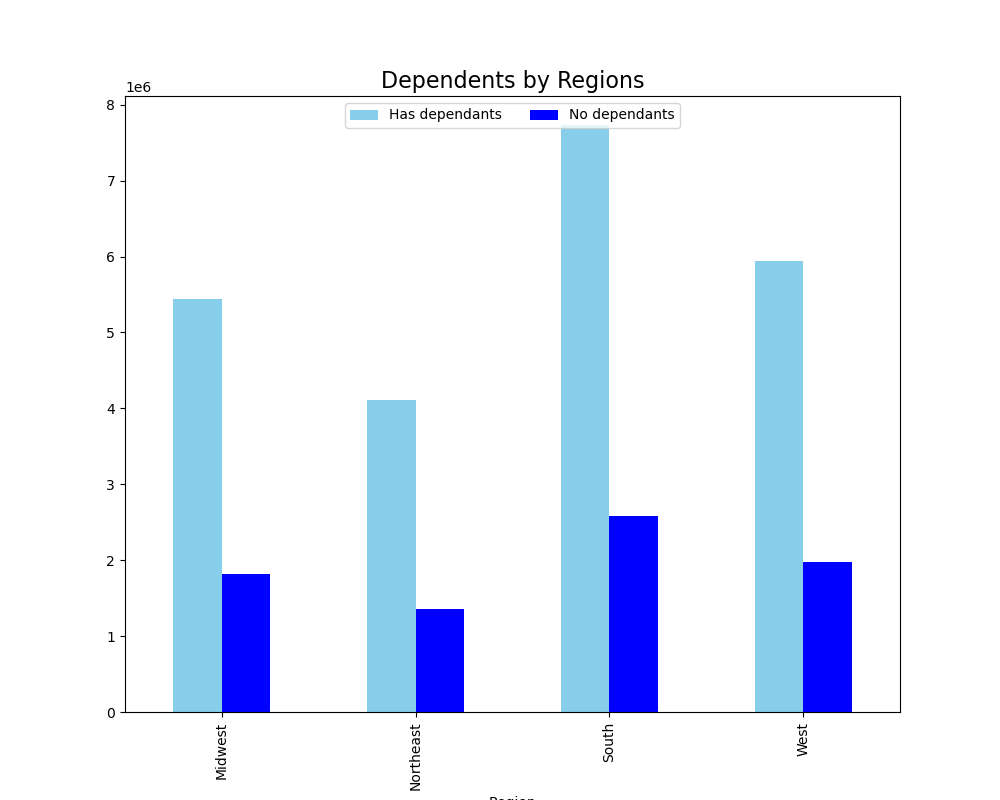 Dependents by Regions
1e6
Has dependants No dependants
8
7
6
5
4
3
2
1
0
Midwest
Northeast
South
West
Region